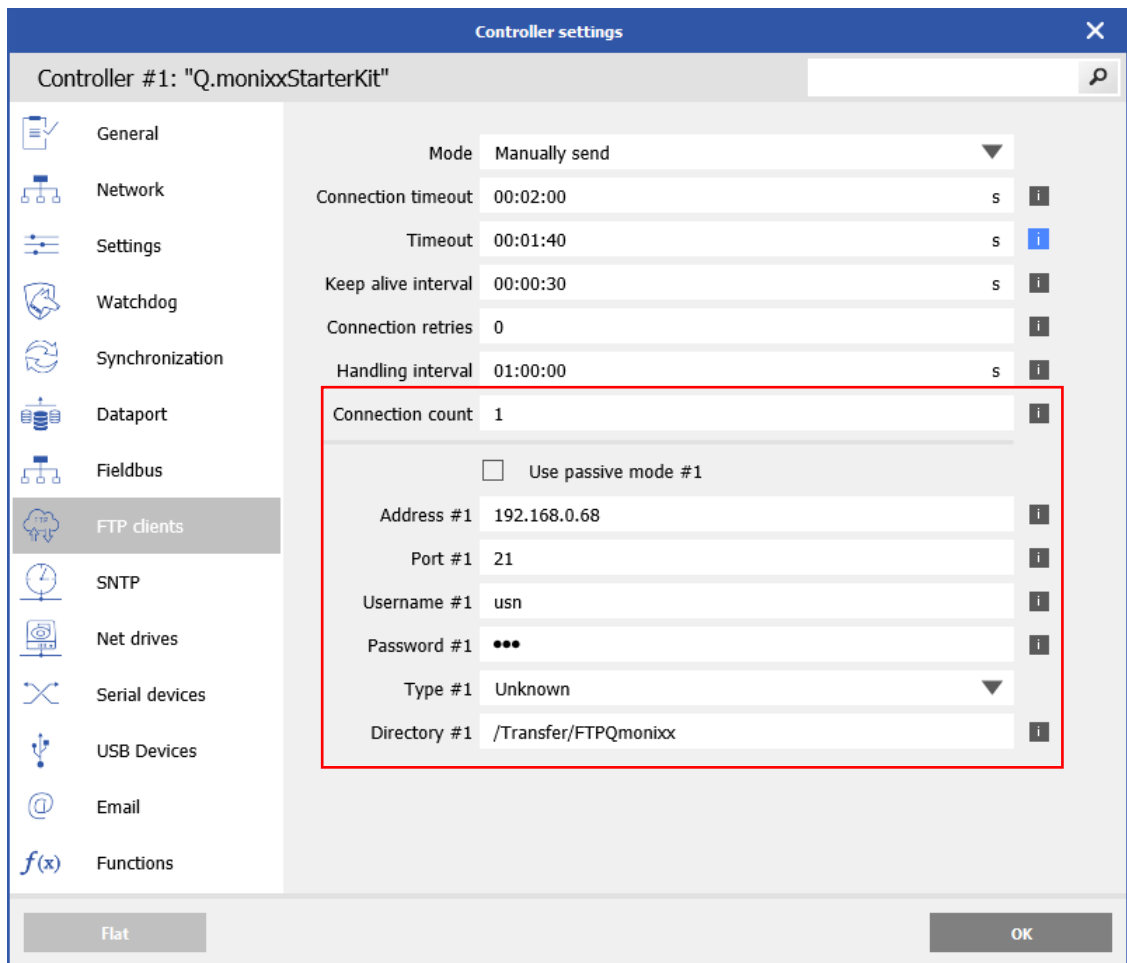 Controller settings
Controller #1: "Q.monixxStarterKit"
General
Network
Settings
Watchdog
Synchronization
Dataport
Fieldbus
FTP
FTP clients
SNTP
Net drives
Serial devices
USB Devices
@ Email
f(x) Functions
Mode Manually send
Connection timeout 00:02:00 s i
Timeout 00:01:40 s i
Keep alive interval 00:00:30 s i
Connection retries 0 i
Handling interval 01:00:00 s i
Connection count 1 i
Use passive mode #1
Address #1 192.168.0.68 i
Port #1 21 i
Username #1 usn i
Password #1 ••• i
Type #1 Unknown
Directory #1 /Transfer/FTPQmonixx i
Flat
OK